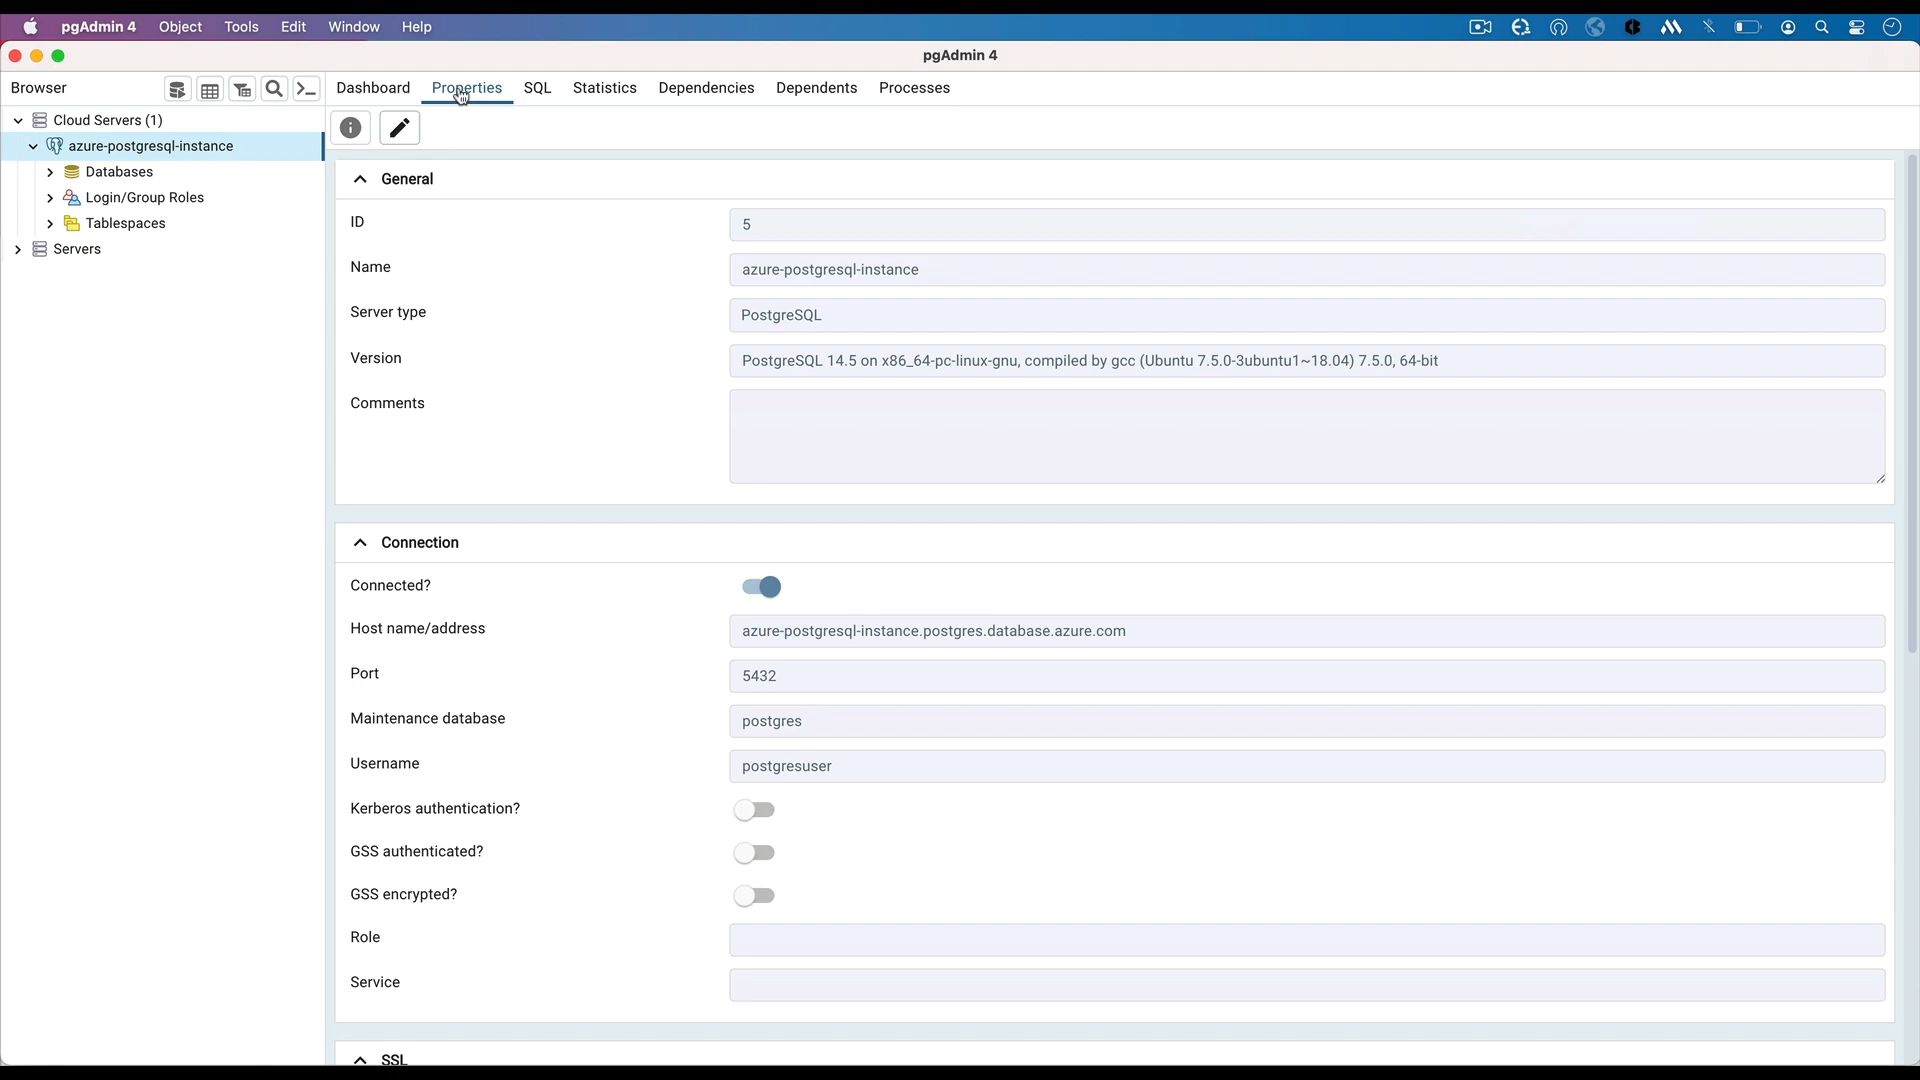 pgAdmin 4 Object Tools Edit Window Help
pgAdmin 4
Browser
Dashboard Properties SQL Statistics Dependencies Dependents Processes
Cloud Servers (1)
azure-postgresql-instance
Databases
Login/Group Roles
Tablespaces
Servers
General
ID 5
Name azure-postgresql-instance
Server type PostgreSQL
Version PostgreSQL 14.5 on x86_64-pc-linux-gnu, compiled by gcc (Ubuntu 7.5.0-3ubuntu1~18.04) 7.5.0, 64-bit
Comments
Connection
Connected?
Host name/address azure-postgresql-instance.postgres.database.azure.com
Port 5432
Maintenance database postgres
Username postgresuser
Kerberos authentication?
GSS authenticated?
GSS encrypted?
Role
Service
SSL